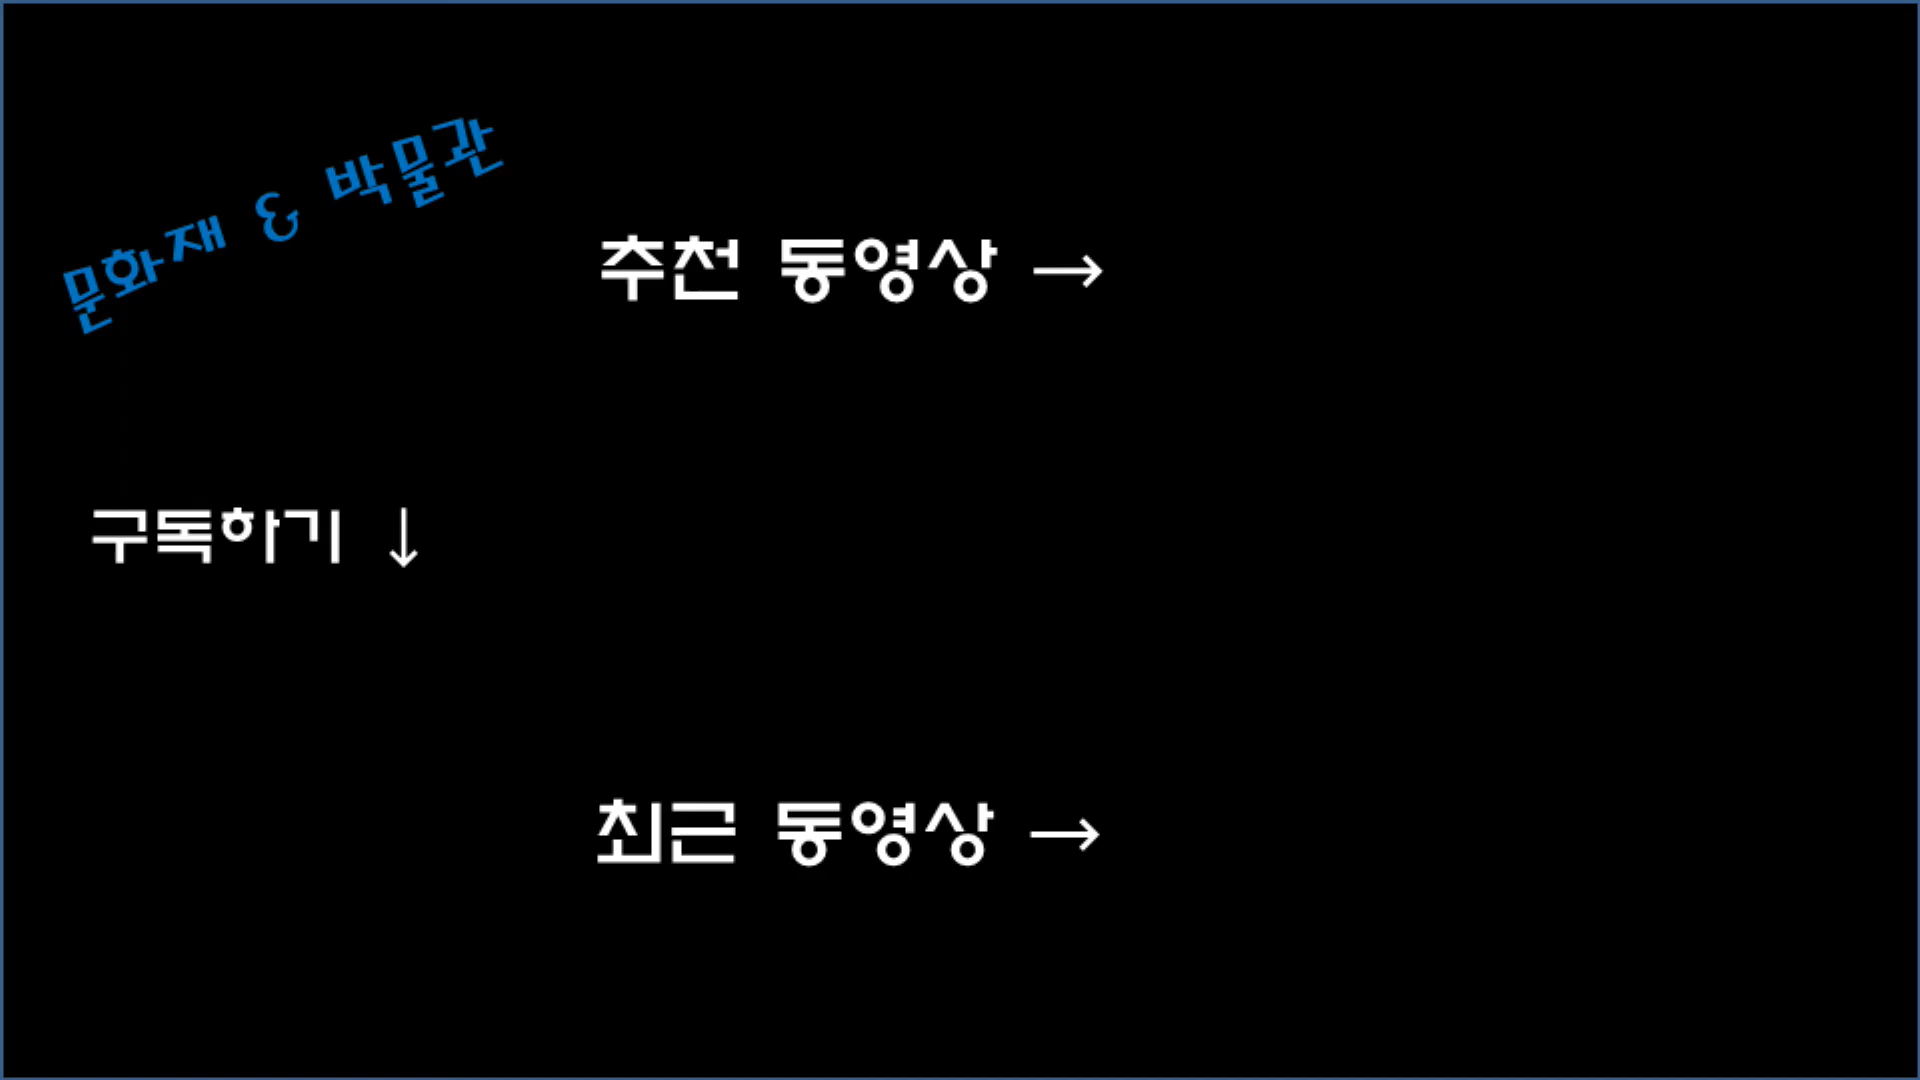 문화재 & 박물관
추천 동영상 →
구독하기 ↓
최근 동영상 →